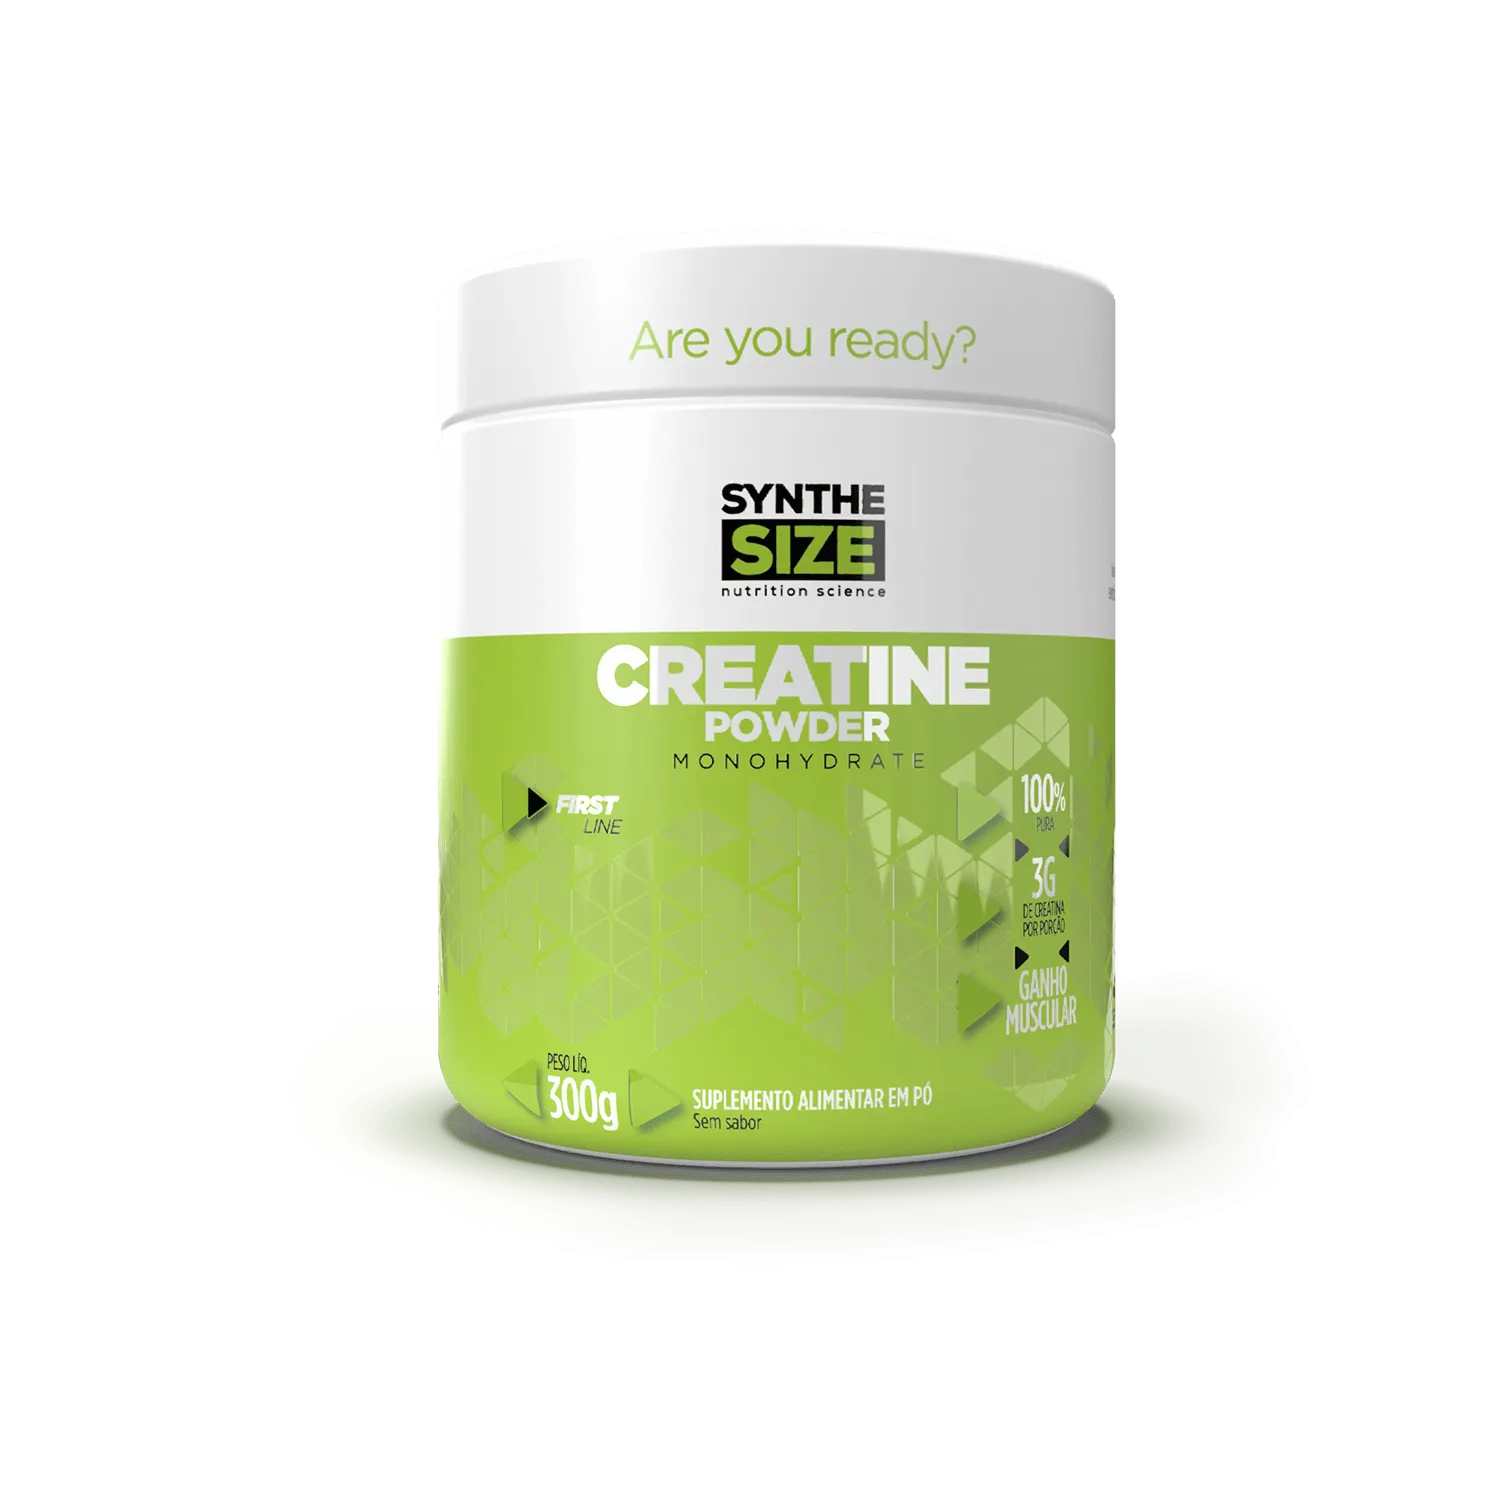 Are you ready?
SYNTHE
SIZE
nutrition science
CREATINE
POWDER
MONOHYDRATE
FIRST
LINE
100%
PURA
3G
DE CREATINA
POR PORÇÃO
GANHO
MUSCULAR
PESO LÍQ.
300g
SUPLEMENTO ALIMENTAR EM PÓ
Sem sabor